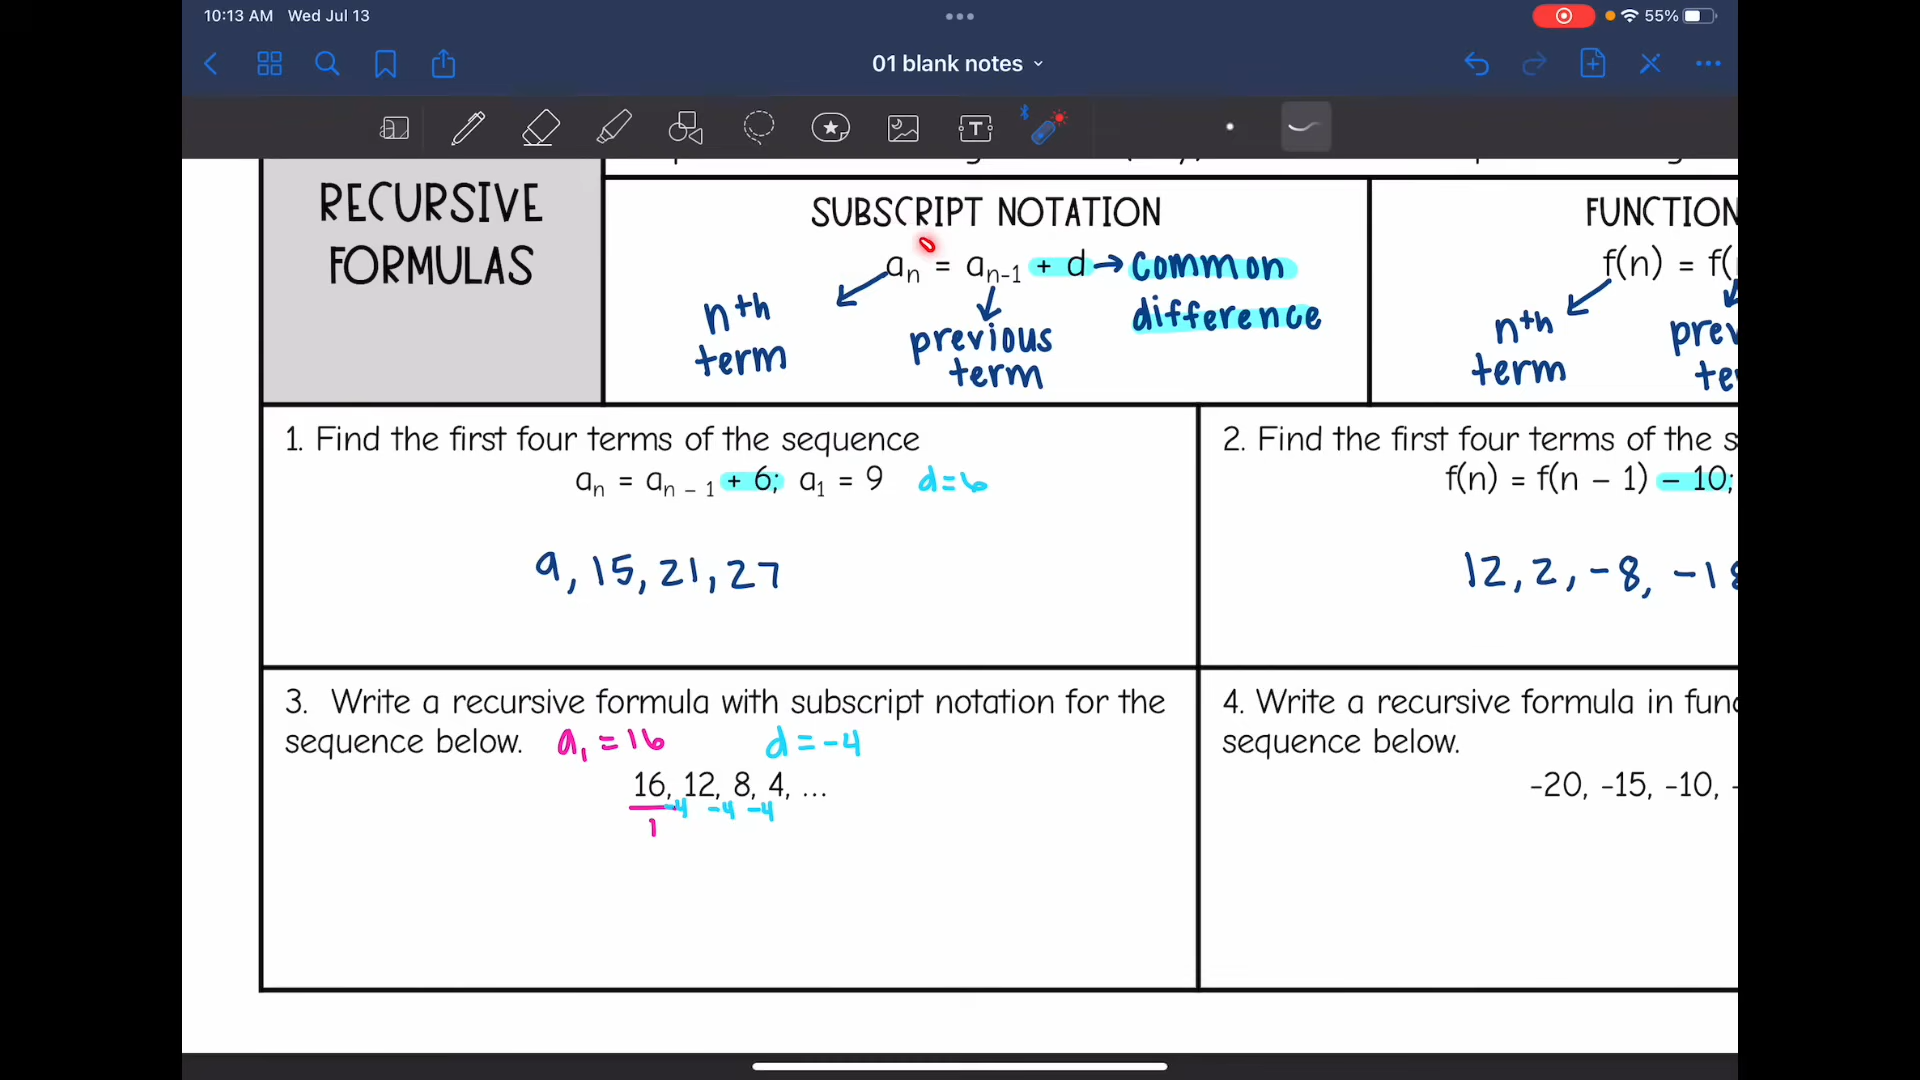 10:13 AM Wed Jul 13
55%
01 blank notes
RECURSIVE
FORMULAS
SUBSCRIPT NOTATION
aₙ = aₙ₋₁ + d → common
difference
nth
term
previous
term
FUNCTION
f(n) = f(
nth
term
prev
te
1. Find the first four terms of the sequence
aₙ = aₙ₋₁ + 6; a₁ = 9 d=6
9, 15, 21, 27
2. Find the first four terms of the s
f(n) = f(n − 1) − 10;
12, 2, -8, -18
3. Write a recursive formula with subscript notation for the
sequence below. a₁ = 16 d = -4
16, 12, 8, 4, ...
-4 -4 -4
1
4. Write a recursive formula in func
sequence below.
-20, -15, -10, -